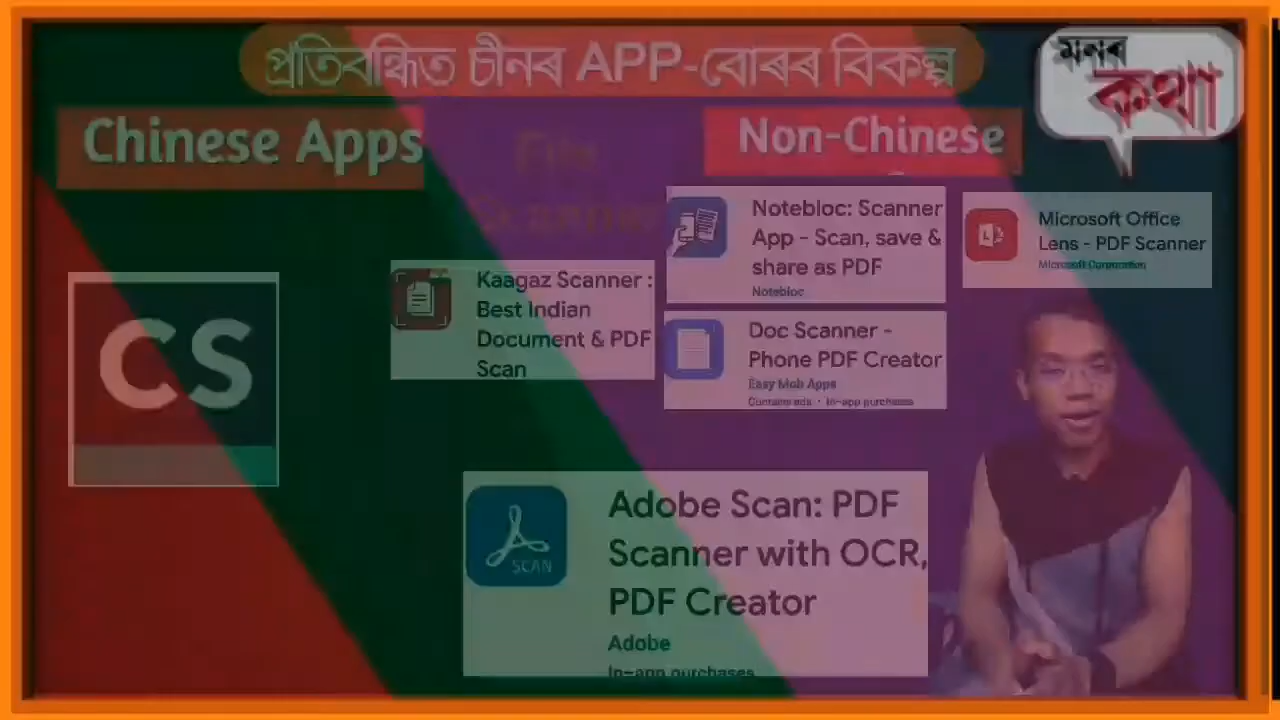 প্ৰতিবন্ধিত চীনৰ APP-বোৰৰ বিকল্প
মনৰ
কথা
Chinese Apps
Non-Chinese
Scanner
CS
Kaagaz Scanner :
Best Indian
Document & PDF
Scan
Notebloc: Scanner
App - Scan, save &
share as PDF
Notebloc
Microsoft Office
Lens - PDF Scanner
Microsoft Corporation
Doc Scanner -
Phone PDF Creator
Easy Mob Apps
Contains ads • In-app purchases
SCAN
Adobe Scan: PDF
Scanner with OCR,
PDF Creator
Adobe
In-app purchases